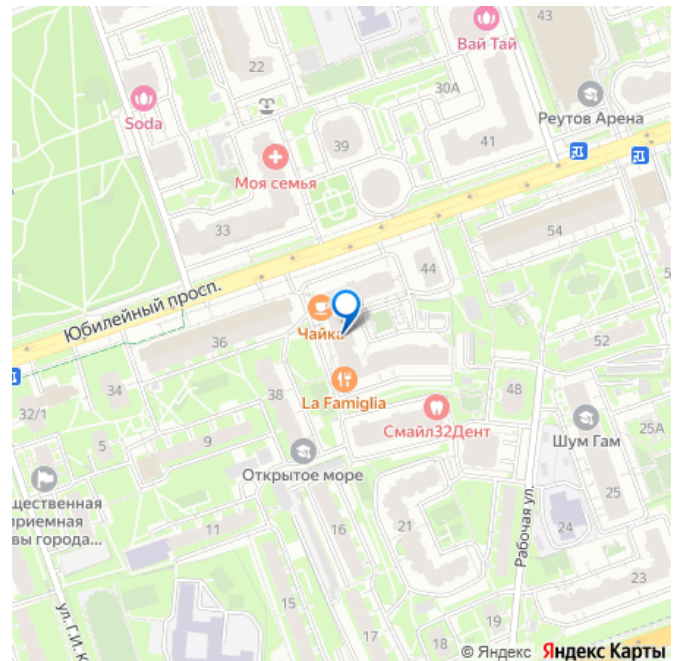 43
Вай Тай
22
30А
Soda
Реутов Арена
39
41
Моя семья
33
54
44
Юбилейный просп.
5
Чайка
36
52
34
La Famiglia
38
48
32/1
Смайл32Дент
5
9
Шум Гам
25А
Открытое море
щественная
приемная
вы города...
25
11
16
21
24
Рабочая ул.
23
15
ул. Г.И. К
19
17
18
© Яндекс Яндекс Карты